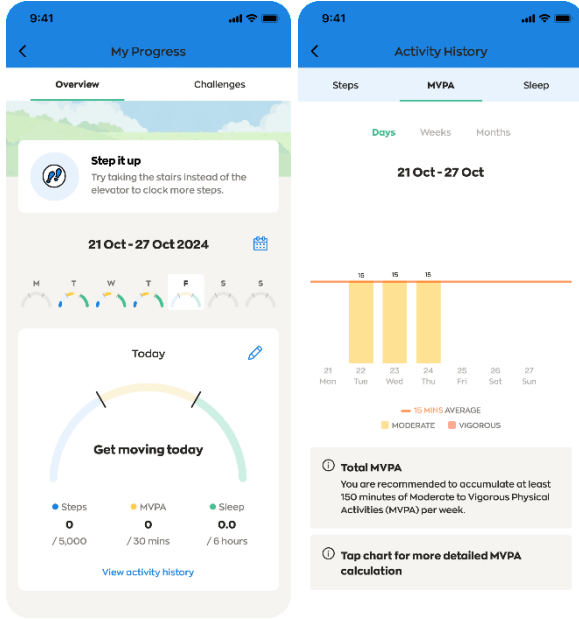 9:41
My Progress
Overview Challenges
Step it up
Try taking the stairs instead of the
elevator to clock more steps.
21 Oct - 27 Oct 2024
M T W T F S S
Today
Get moving today
Steps MVPA Sleep
0 0 0.0
/ 5,000 / 30 mins / 6 hours
View activity history
9:41
Activity History
Steps MVPA Sleep
Days Weeks Months
21 Oct - 27 Oct
15 15 15
21 22 23 24 25 26 27
Mon Tue Wed Thu Fri Sat Sun
15 MINS AVERAGE
MODERATE VIGOROUS
Total MVPA
You are recommended to accumulate at least
150 minutes of Moderate to Vigorous Physical
Activities (MVPA) per week.
Tap chart for more detailed MVPA
calculation